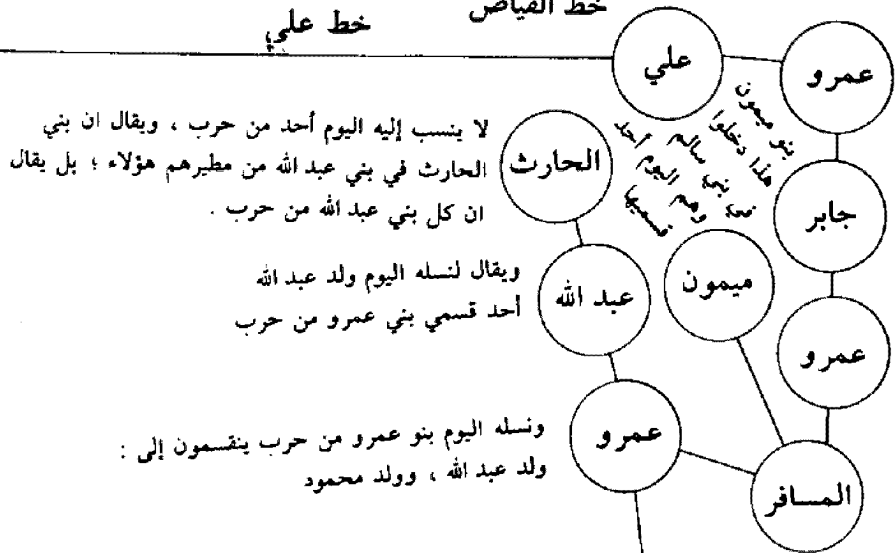 خط الفياض
خط علي
عمرو
علي
بنو ميمون
هذا دخلوا
في بني سالم
وهم اليوم أحد
قسميها
الحارث
لا ينسب إليه اليوم أحد من حرب ، ويقال ان بني
الحارث في بني عبد الله من مطيرهم هؤلاء ؛ بل يقال
ان كل بني عبد الله من حرب .
جابر
ميمون
عبد الله
ويقال لنسله اليوم ولد عبد الله
أحد قسمي بني عمرو من حرب
عمرو
عمرو
ونسله اليوم بنو عمرو من حرب ينقسمون إلى :
ولد عبد الله ، وولد محمود
المسافر